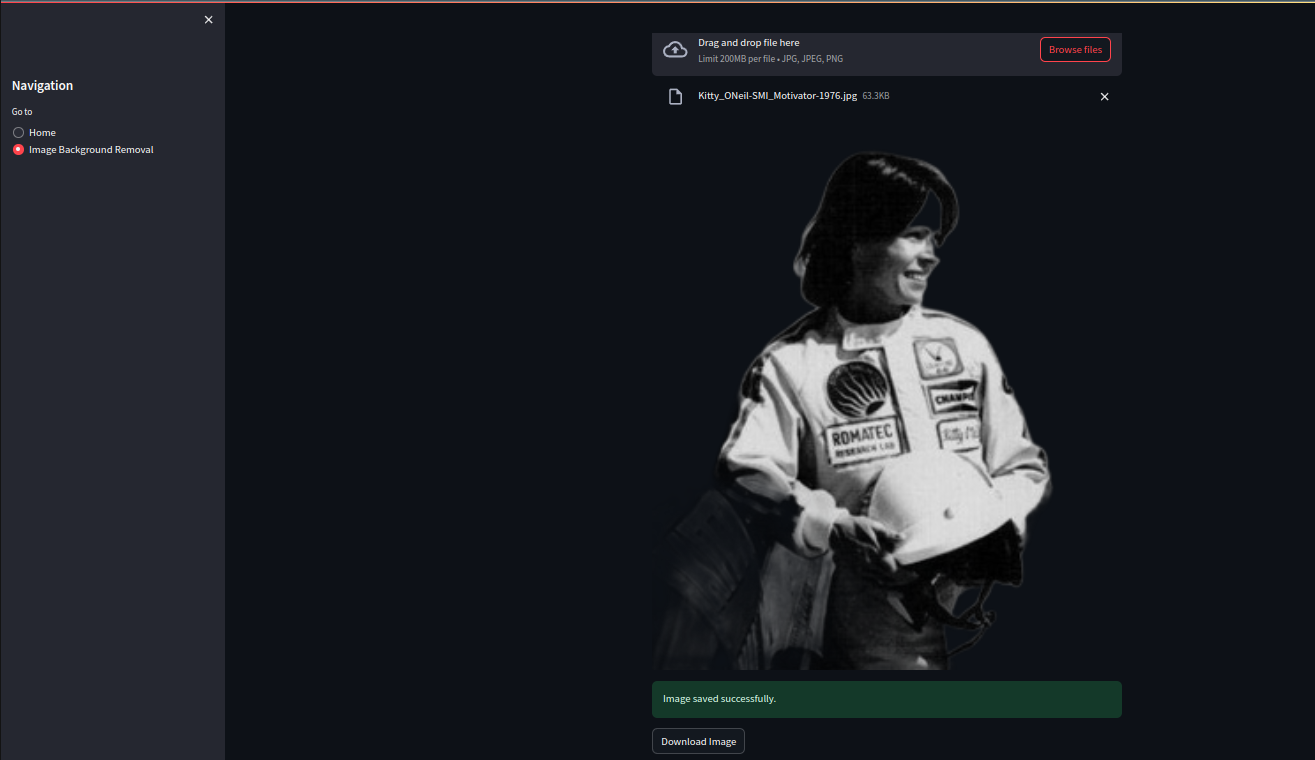 Navigation
Go to
Home
Image Background Removal
Drag and drop file here
Limit 200MB per file • JPG, JPEG, PNG
Browse files
Kitty_ONeil-SMI_Motivator-1976.jpg 63.3KB
CHAMPI
ROMATEC
RESEARCH LAB
Kitty
Image saved successfully.
Download Image